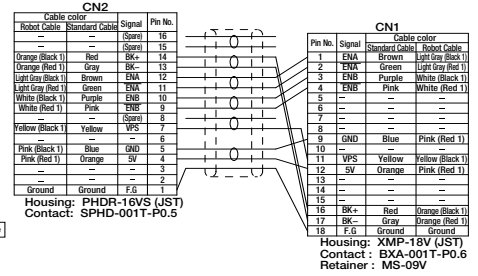 CN2
Cable color Signal Pin No.
Robot Cable Standard Cable
– – (Spare) 16
– – (Spare) 15
Orange (Black 1) Red BK+ 14
Orange (Red 1) Gray BK– 13
Light Gray (Black 1) Brown ENA 12
Light Gray (Red 1) Green ENA 11
White (Black 1) Purple ENB 10
White (Red 1) Pink ENB 9
– – (Spare) 8
Yellow (Black 1) Yellow VPS 7
– – – 6
Pink (Black 1) Blue GND 5
Pink (Red 1) Orange 5V 4
– – – 3
– – – 2
Ground Ground F.G 1
Housing: PHDR-16VS (JST)
Contact: SPHD-001T-P0.5
CN1
Pin No. Signal Cable color
Standard Cable Robot Cable
1 ENA Brown Light Gray (Black 1)
2 ENA Green Light Gray (Red 1)
3 ENB Purple White (Black 1)
4 ENB Pink White (Red 1)
5 – – –
6 – – –
7 – – –
8 – – –
9 GND Blue Pink (Red 1)
10 – – –
11 VPS Yellow Yellow (Black 1)
12 5V Orange Pink (Red 1)
13 – – –
14 – – –
15 – – –
16 BK+ Red Orange (Black 1)
17 BK– Gray Orange (Red 1)
18 F.G Ground Ground
Housing: XMP-18V (JST)
Contact : BXA-001T-P0.6
Retainer : MS-09V